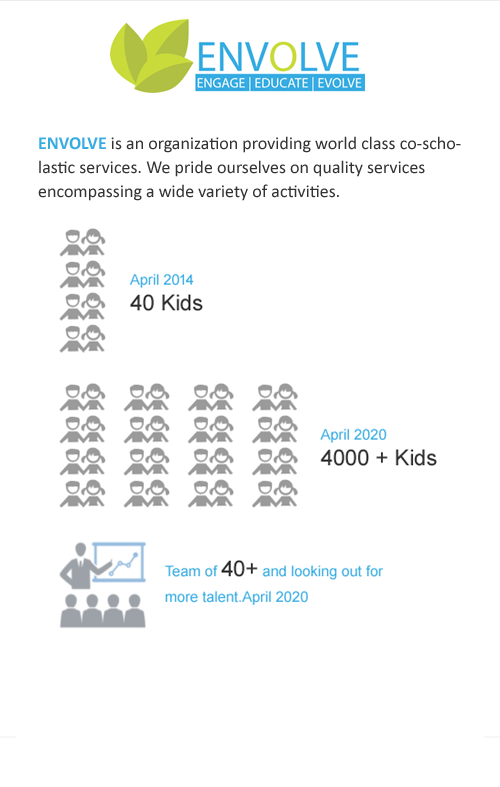 ENVOLVE
ENGAGE | EDUCATE | EVOLVE
ENVOLVE is an organization providing world class co-scho-
lastic services. We pride ourselves on quality services
encompassing a wide variety of activities.
April 2014
40 Kids
April 2020
4000 + Kids
Team of 40+ and looking out for
more talent.April 2020